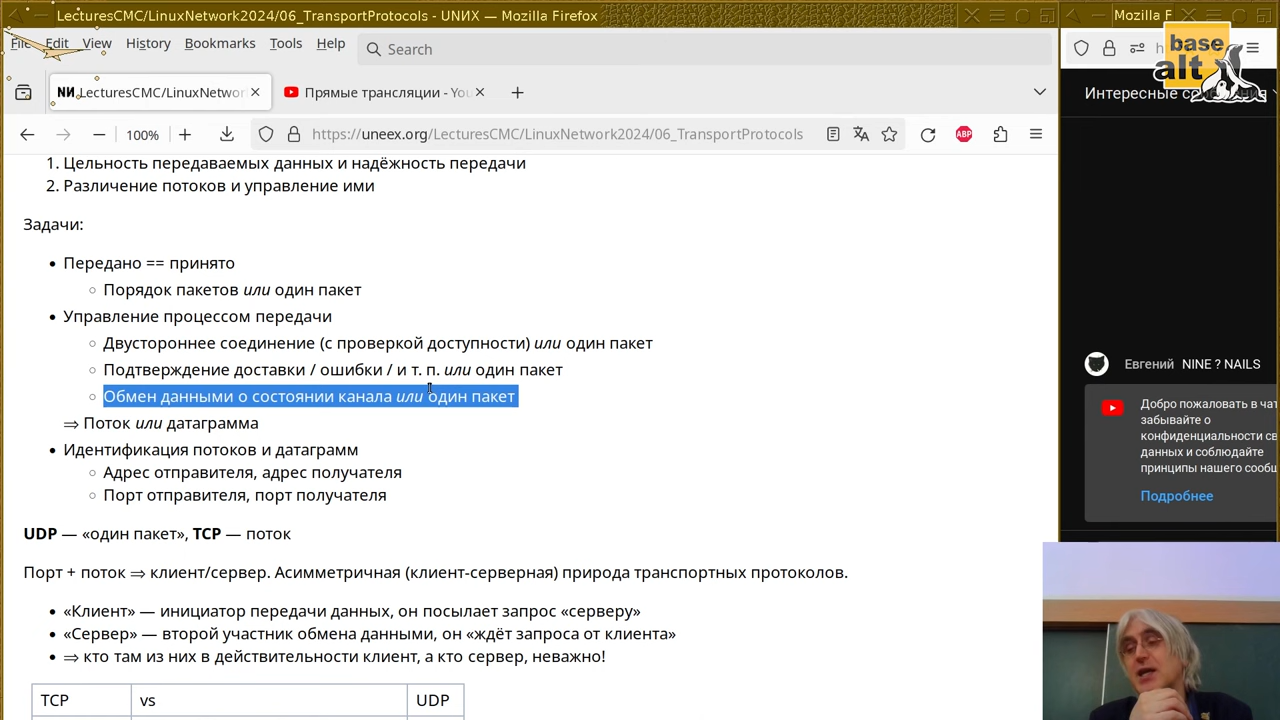 LecturesCMC/LinuxNetwork2024/06_TransportProtocols - UNИX — Mozilla Firefox
Mozilla F
File Edit View History Bookmarks Tools Help
Search
base
alt
NИ. LecturesCMC/LinuxNetwor
Прямые трансляции - You
Интересные со
100%
https://uneex.org/LecturesCMC/LinuxNetwork2024/06_TransportProtocols
ABP
1. Цельность передаваемых данных и надёжность передачи
2. Различение потоков и управление ими
Задачи:
• Передано == принято
◦ Порядок пакетов или один пакет
• Управление процессом передачи
◦ Двустороннее соединение (с проверкой доступности) или один пакет
◦ Подтверждение доставки / ошибки / и т. п. или один пакет
◦ Обмен данными о состоянии канала или один пакет
⇒ Поток или датаграмма
• Идентификация потоков и датаграмм
◦ Адрес отправителя, адрес получателя
◦ Порт отправителя, порт получателя
UDP — «один пакет», TCP — поток
Порт + поток ⇒ клиент/сервер. Асимметричная (клиент-серверная) природа транспортных протоколов.
• «Клиент» — инициатор передачи данных, он посылает запрос «серверу»
• «Сервер» — второй участник обмена данными, он «ждёт запроса от клиента»
• ⇒ кто там из них в действительности клиент, а кто сервер, неважно!
TCP vs UDP
Евгений NINE ? NAILS
Добро пожаловать в чат
забывайте о
конфиденциальности св
данных и соблюдайте
принципы нашего сообщ
Подробнее